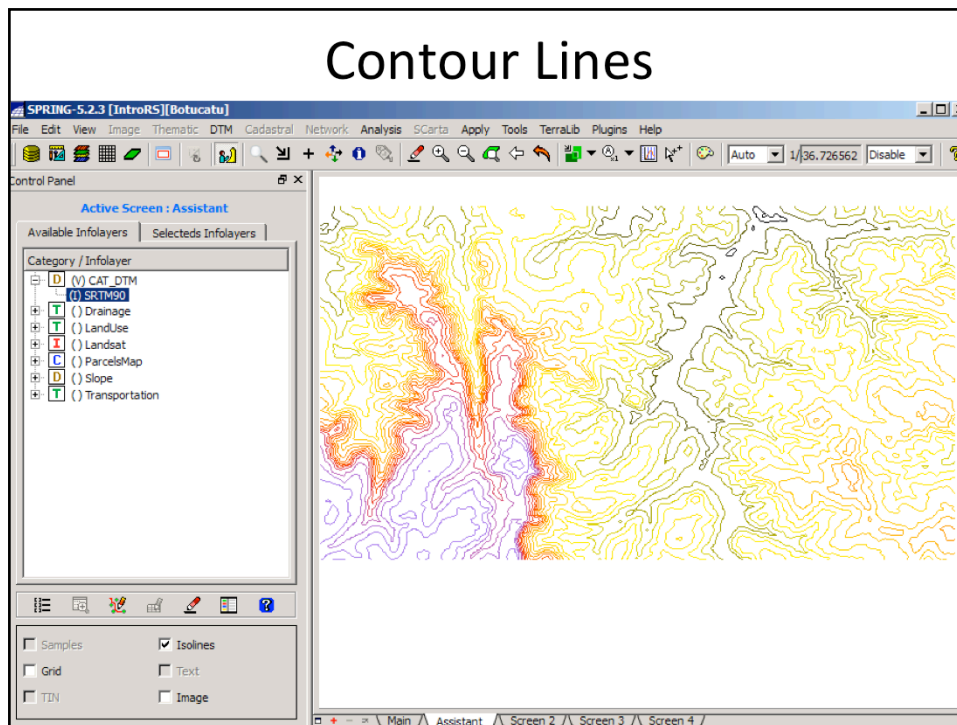 Contour Lines
SPRING-5.2.3 [IntroRS][Botucatu]
File Edit View Image Thematic DTM Cadastral Network Analysis SCarta Apply Tools TerraLib Plugins Help
Auto 1/ 36.726562 Disable
Control Panel
Active Screen : Assistant
Available Infolayers Selecteds Infolayers
Category / Infolayer
D (V) CAT_DTM
(I) SRTM90
T ( ) Drainage
T ( ) LandUse
I ( ) Landsat
C ( ) ParcelsMap
D ( ) Slope
T ( ) Transportation
Samples Isolines
Grid Text
TIN Image
Main Assistant Screen 2 Screen 3 Screen 4